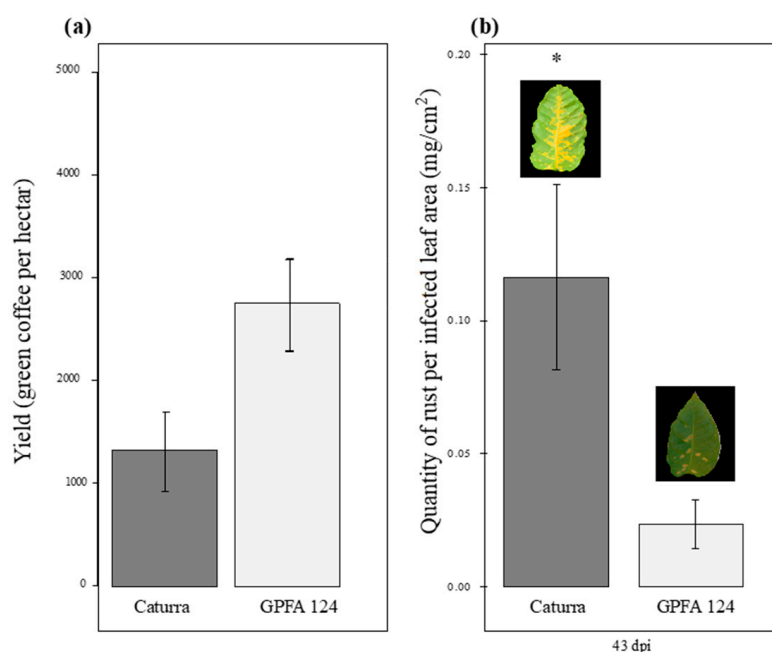 (a)
Yield (green coffee per hectar)
5000
4000
3000
2000
1000
0
Caturra GPFA 124
(b)
Quantity of rust per infected leaf area (mg/cm²)
0.20
0.15
0.10
0.05
0.00
*
Caturra GPFA 124
43 dpi